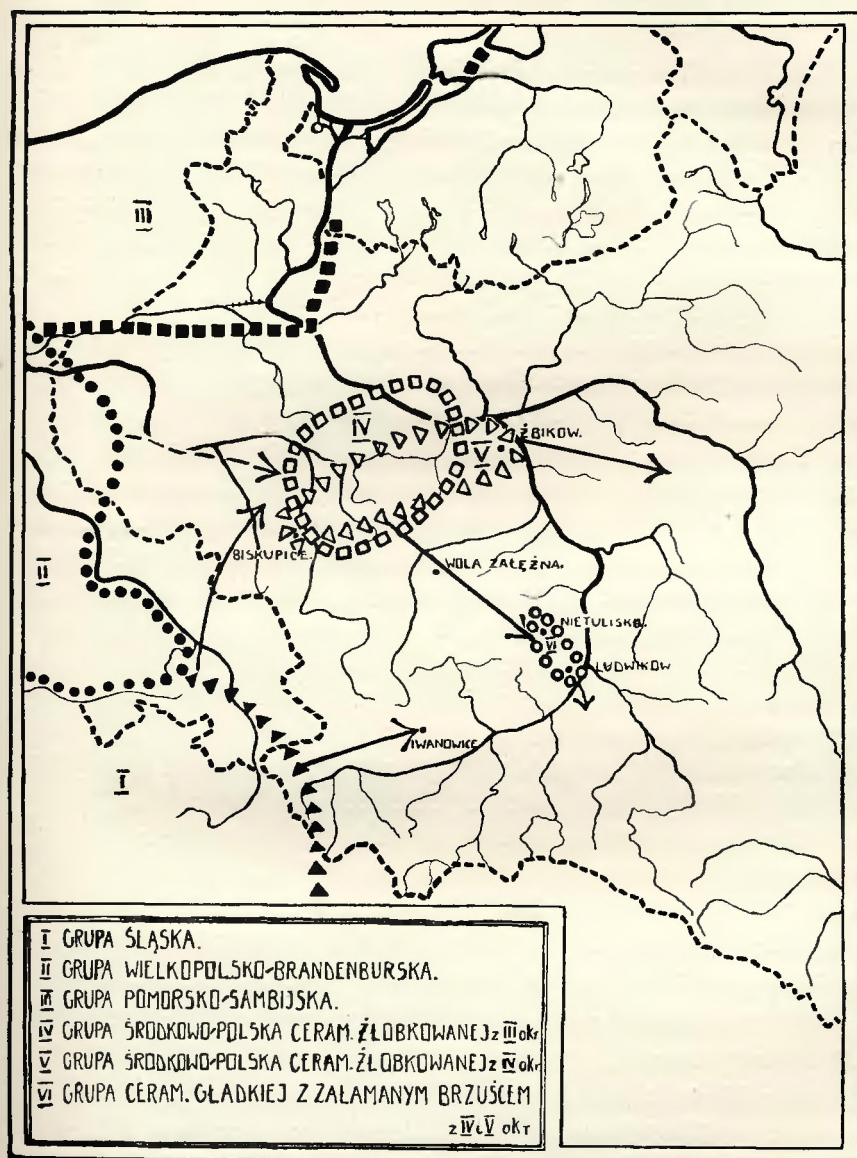 III
IV
V
ŻBIKÓW.
BISKUPICE.
II
WOLA ZAŁĘŻNA.
NIETULISKO.
VI
LUDWIKÓW
IWANOWICE
I
I GRUPA ŚLĄSKA.
II GRUPA WIELKOPOLSKO-BRANDENBURSKA.
III GRUPA POMORSKO-SAMBIJSKA.
IV GRUPA ŚRODKOWO-POLSKA CERAM. ŻŁOBKOWANEJ z III okr
V GRUPA ŚRODKOWO-POLSKA CERAM. ŻŁOBKOWANEJ z IV okr
VI GRUPA CERAM. GŁADKIEJ Z ZAŁAMANYM BRZUŚCEM
z IV i V okr